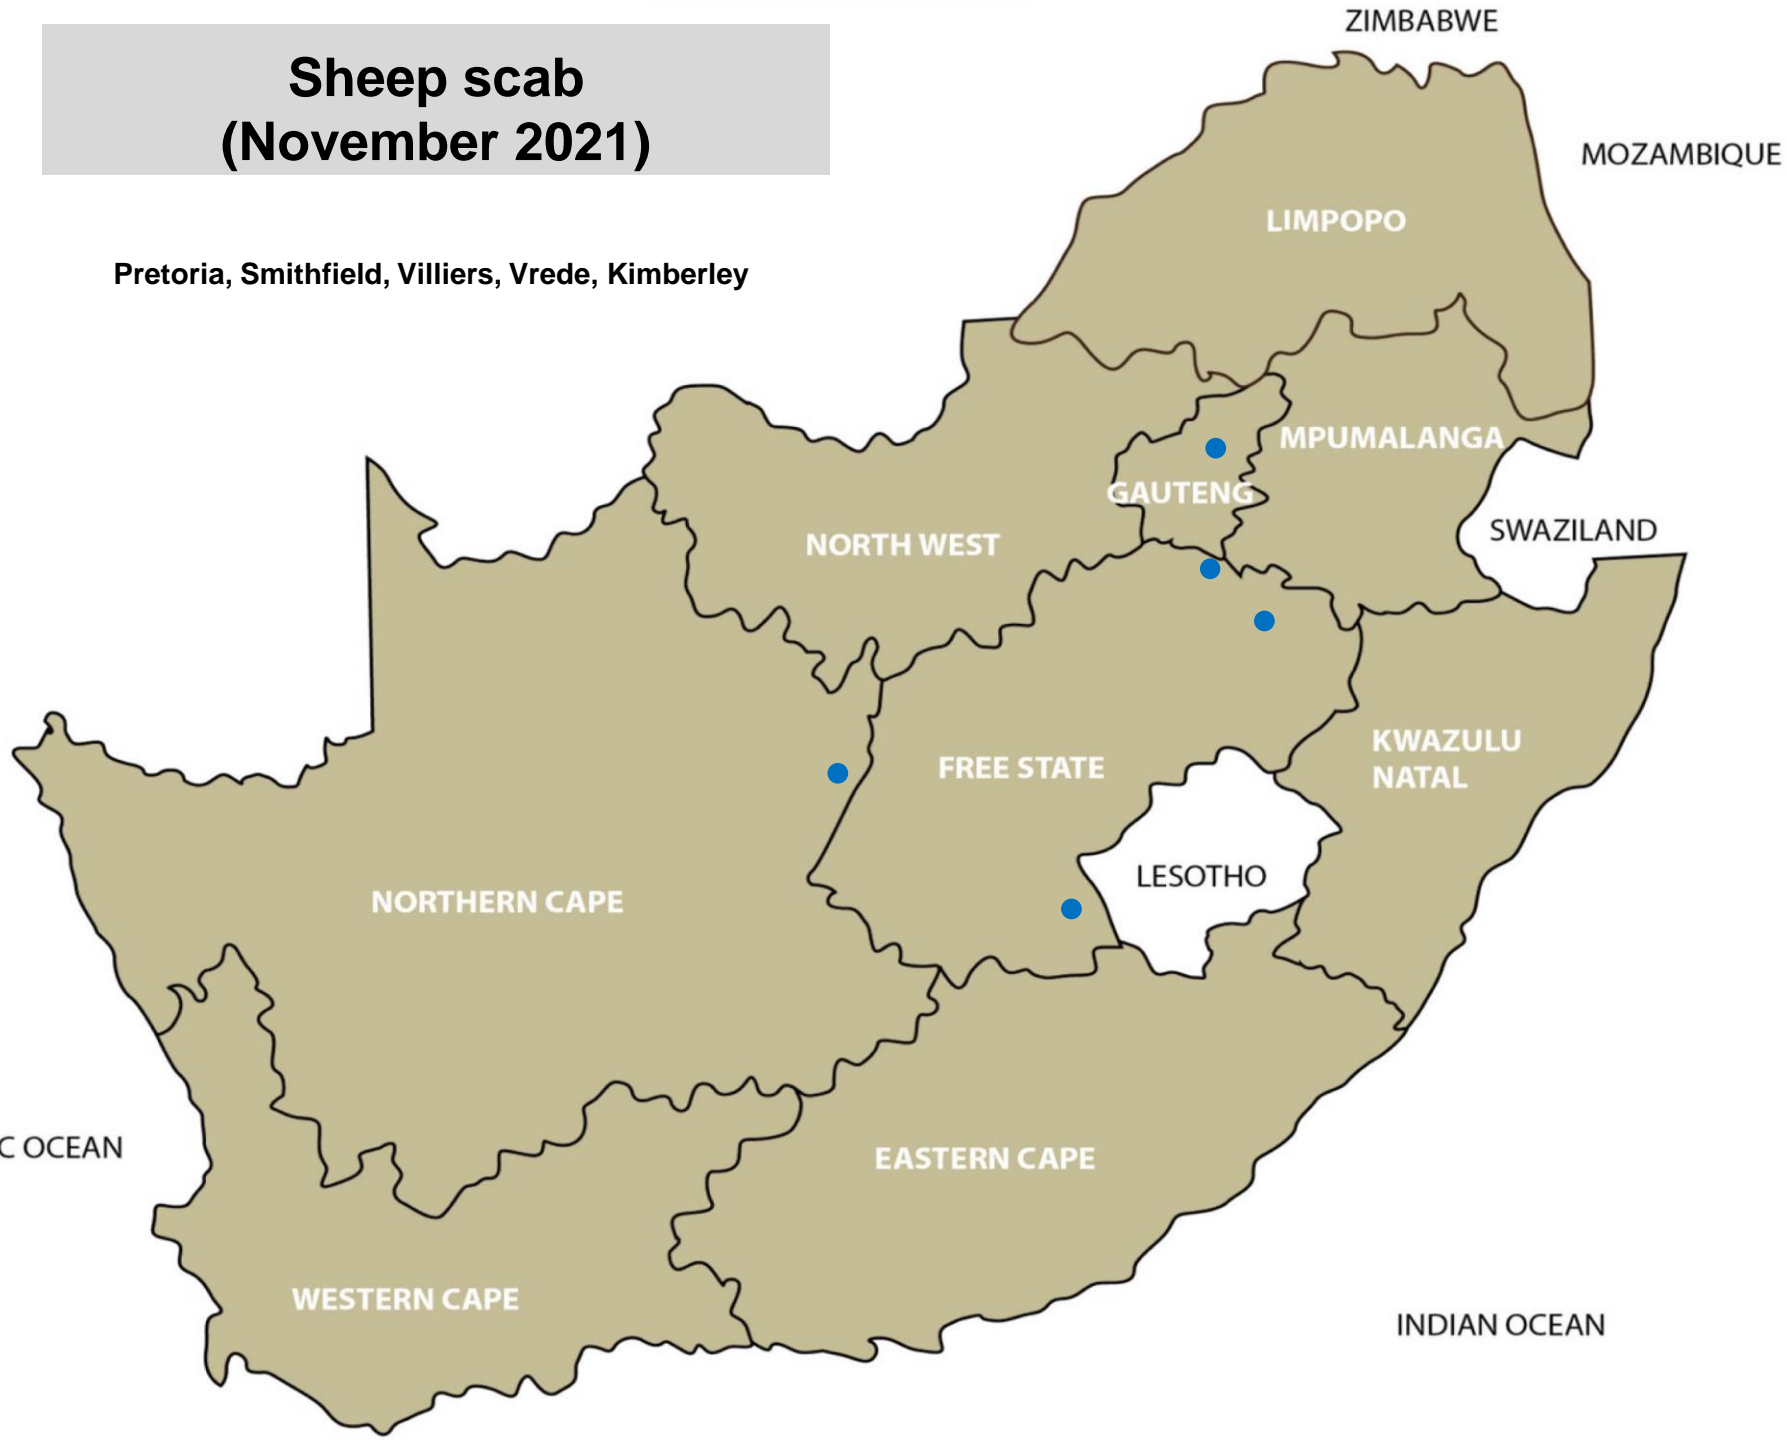 Sheep scab
(November 2021)
Pretoria, Smithfield, Villiers, Vrede, Kimberley
ZIMBABWE
MOZAMBIQUE
LIMPOPO
MPUMALANGA
GAUTENG
NORTH WEST
SWAZILAND
KWAZULU
NATAL
FREE STATE
LESOTHO
NORTHERN CAPE
C OCEAN
EASTERN CAPE
WESTERN CAPE
INDIAN OCEAN